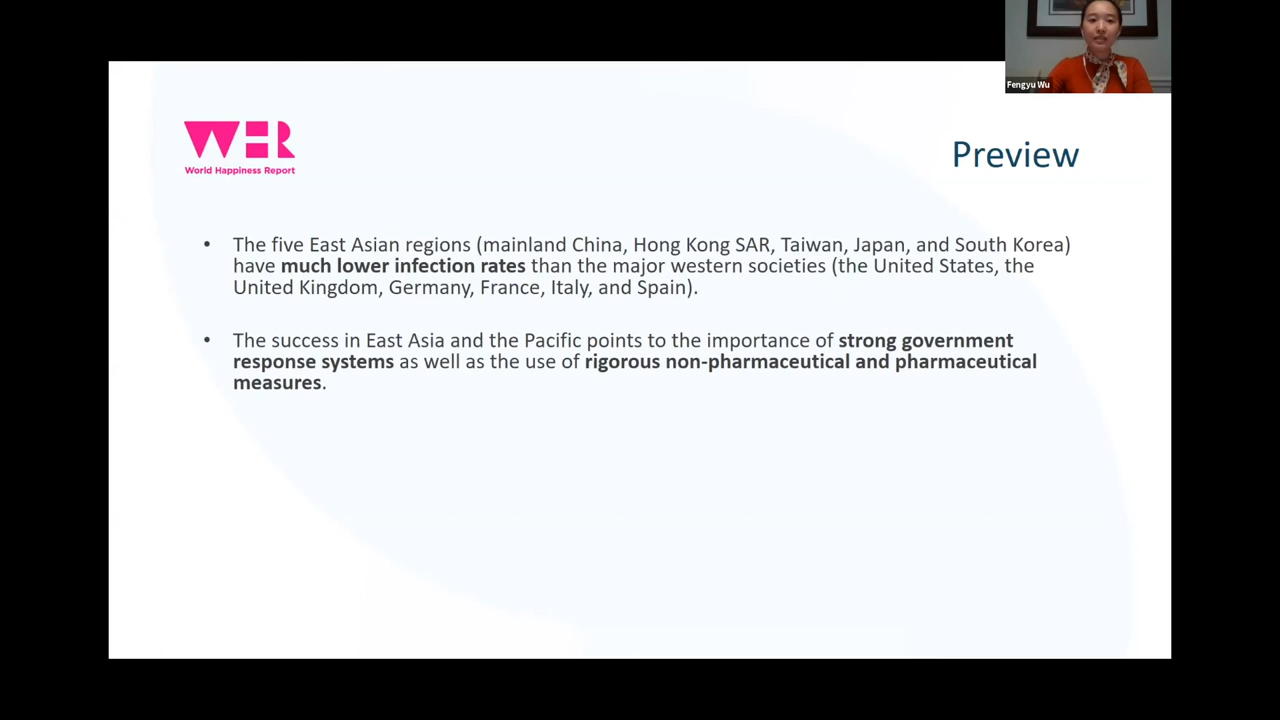 Fengyu Wu
WHR
World Happiness Report
Preview
• The five East Asian regions (mainland China, Hong Kong SAR, Taiwan, Japan, and South Korea)
have much lower infection rates than the major western societies (the United States, the
United Kingdom, Germany, France, Italy, and Spain).
• The success in East Asia and the Pacific points to the importance of strong government
response systems as well as the use of rigorous non-pharmaceutical and pharmaceutical
measures.